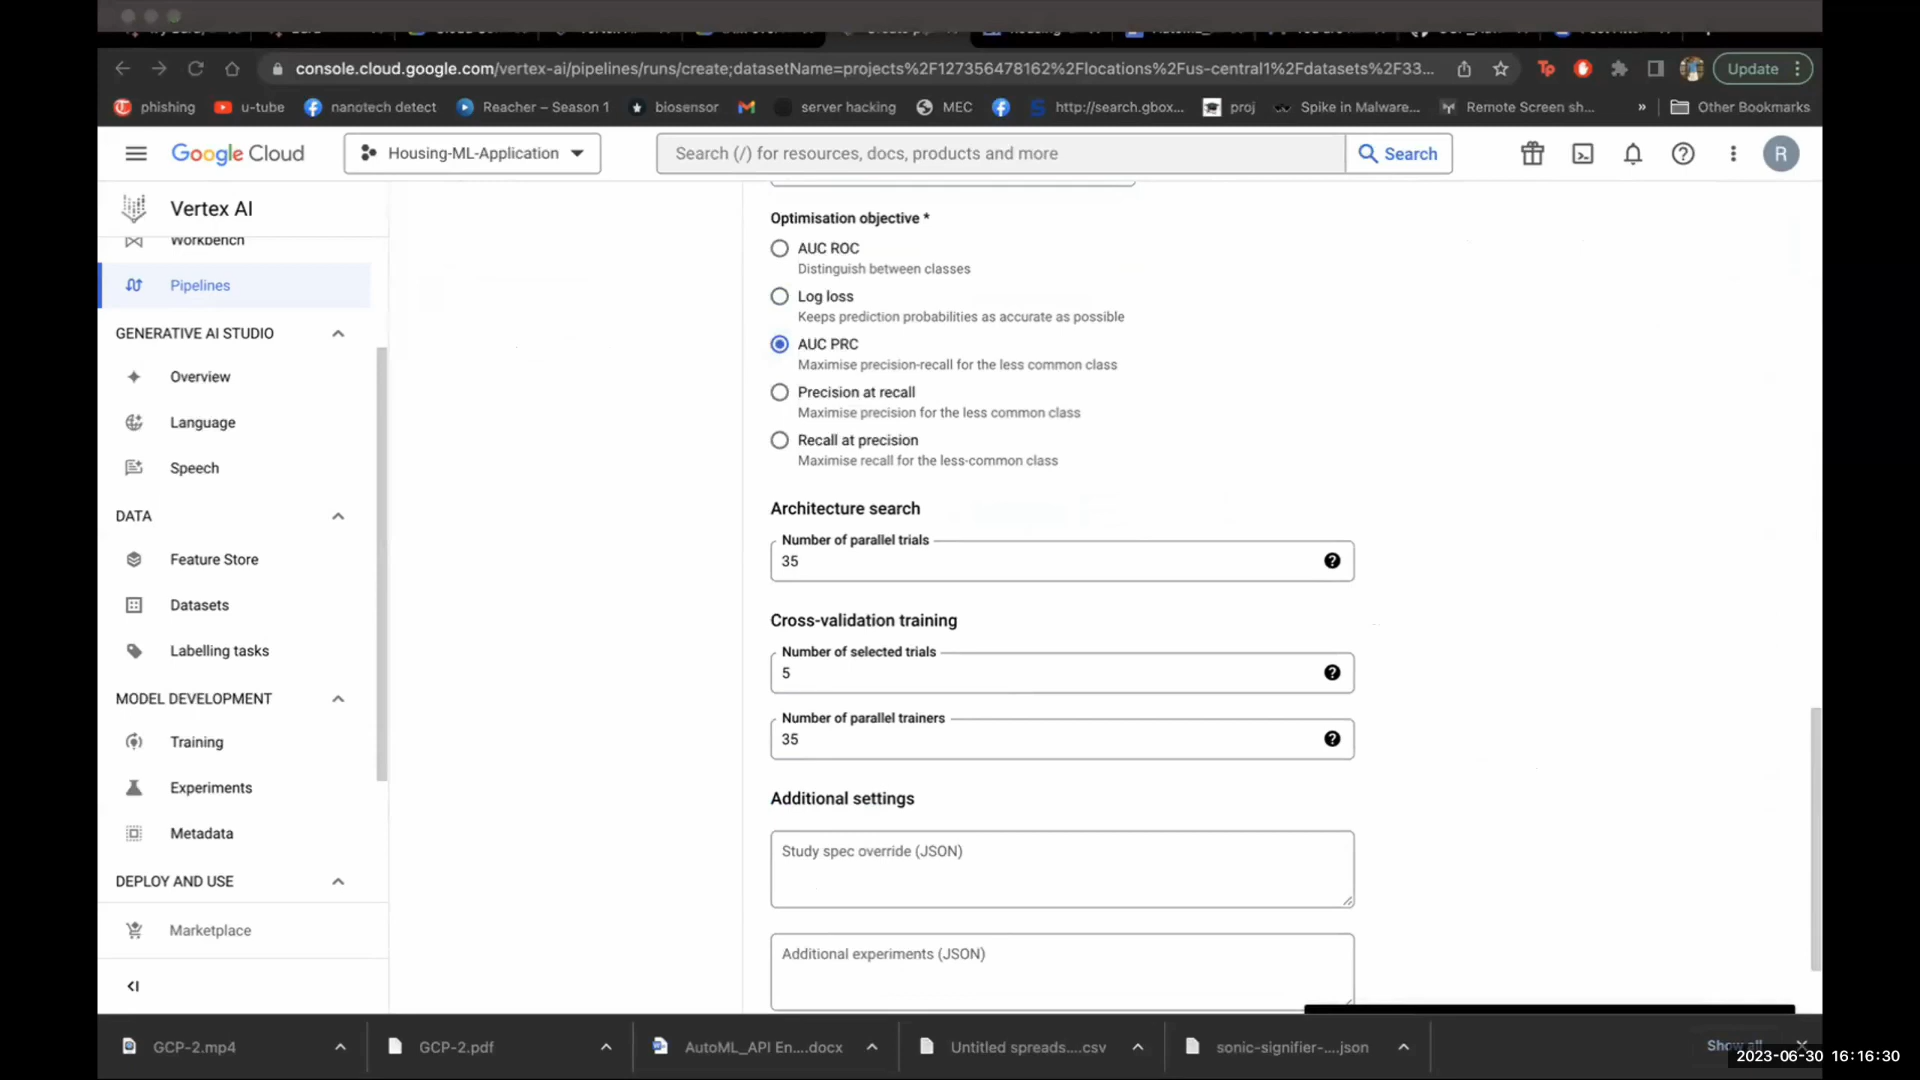 console.cloud.google.com/vertex-ai/pipelines/runs/create;datasetName=projects%2F127356478162%2Flocations%2Fus-central1%2Fdatasets%2F33...
Update
phishing
u-tube
nanotech detect
Reacher – Season 1
biosensor
server hacking
MEC
http://search.gbox...
proj
Spike in Malware...
Remote Screen sh...
»
Other Bookmarks
Google Cloud
Housing-ML-Application
Search (/) for resources, docs, products and more
Search
R
Vertex AI
Workbench
Pipelines
GENERATIVE AI STUDIO
Overview
Language
Speech
DATA
Feature Store
Datasets
Labelling tasks
MODEL DEVELOPMENT
Training
Experiments
Metadata
DEPLOY AND USE
Marketplace
Optimisation objective *
AUC ROC
Distinguish between classes
Log loss
Keeps prediction probabilities as accurate as possible
AUC PRC
Maximise precision-recall for the less common class
Precision at recall
Maximise precision for the less common class
Recall at precision
Maximise recall for the less-common class
Architecture search
Number of parallel trials
35
Cross-validation training
Number of selected trials
5
Number of parallel trainers
35
Additional settings
Study spec override (JSON)
Additional experiments (JSON)
GCP-2.mp4
GCP-2.pdf
AutoML_API En....docx
Untitled spreads....csv
sonic-signifier-....json
Show all
2023-06-30 16:16:30